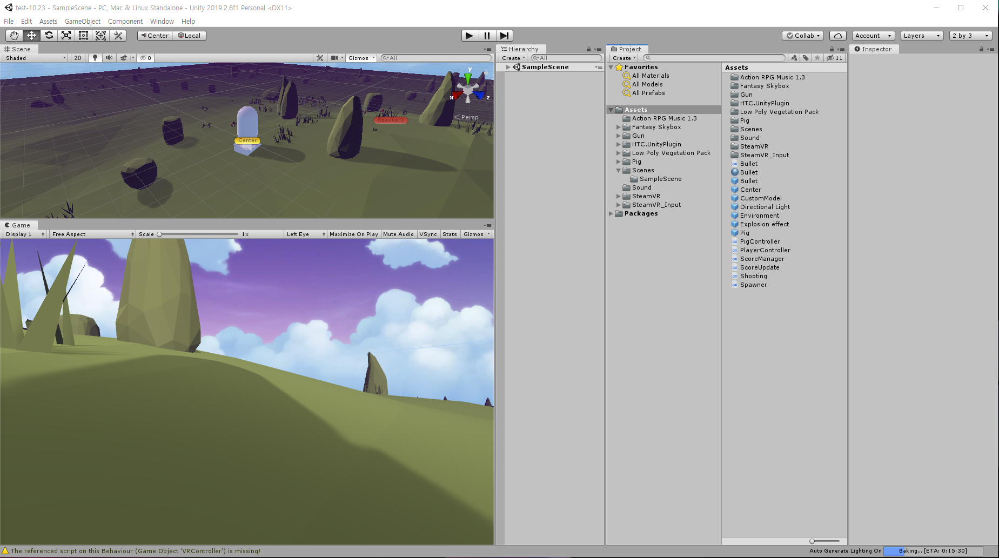 test-10.23 - SampleScene - PC, Mac & Linux Standalone - Unity 2019.2.6f1 Personal <DX11>
File Edit Assets GameObject Component Window Help
Center Local
Collab Account Layers 2 by 3
Scene
Shaded 2D 0 Gizmos All
y
x
z
Persp
Spawner1
Center
Game
Display 1 Free Aspect Scale 1x Left Eye Maximize On Play Mute Audio VSync Stats Gizmos
Hierarchy
Create All
SampleScene
Project
Create 11
Favorites
All Materials
All Models
All Prefabs
Assets
Action RPG Music 1.3
Fantasy Skybox
Gun
HTC.UnityPlugin
Low Poly Vegetation Pack
Pig
Scenes
SampleScene
Sound
SteamVR
SteamVR_Input
Packages
Assets
Action RPG Music 1.3
Fantasy Skybox
Gun
HTC.UnityPlugin
Low Poly Vegetation Pack
Pig
Scenes
Sound
SteamVR
SteamVR_Input
Bullet
Bullet
Bullet
Center
CustomModel
Directional Light
Environment
Explosion effect
Pig
PigController
PlayerController
ScoreManager
ScoreUpdate
Shooting
Spawner
Inspector
The referenced script on this Behaviour (Game Object 'VRController') is missing!
Auto Generate Lighting On Baking... [ETA: 0:15:30]